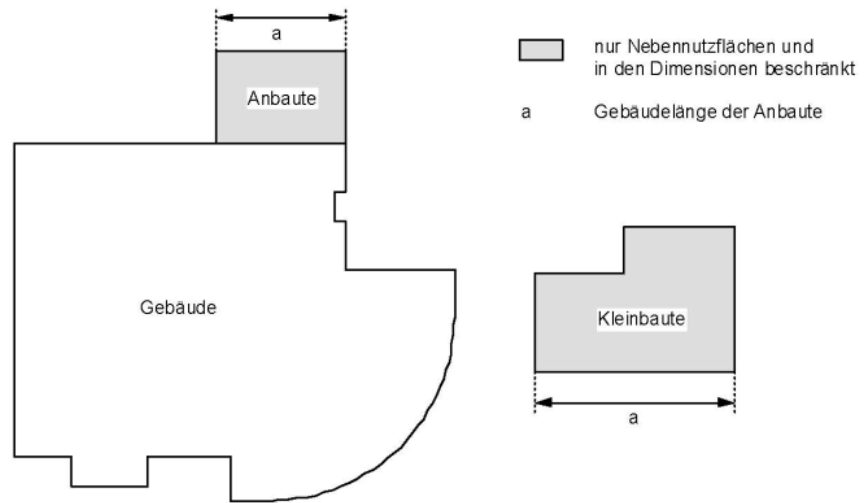 a
Anbaute
nur Nebennutzflächen und
in den Dimensionen beschränkt
a Gebäudelänge der Anbaute
Gebäude
Kleinbaute
a